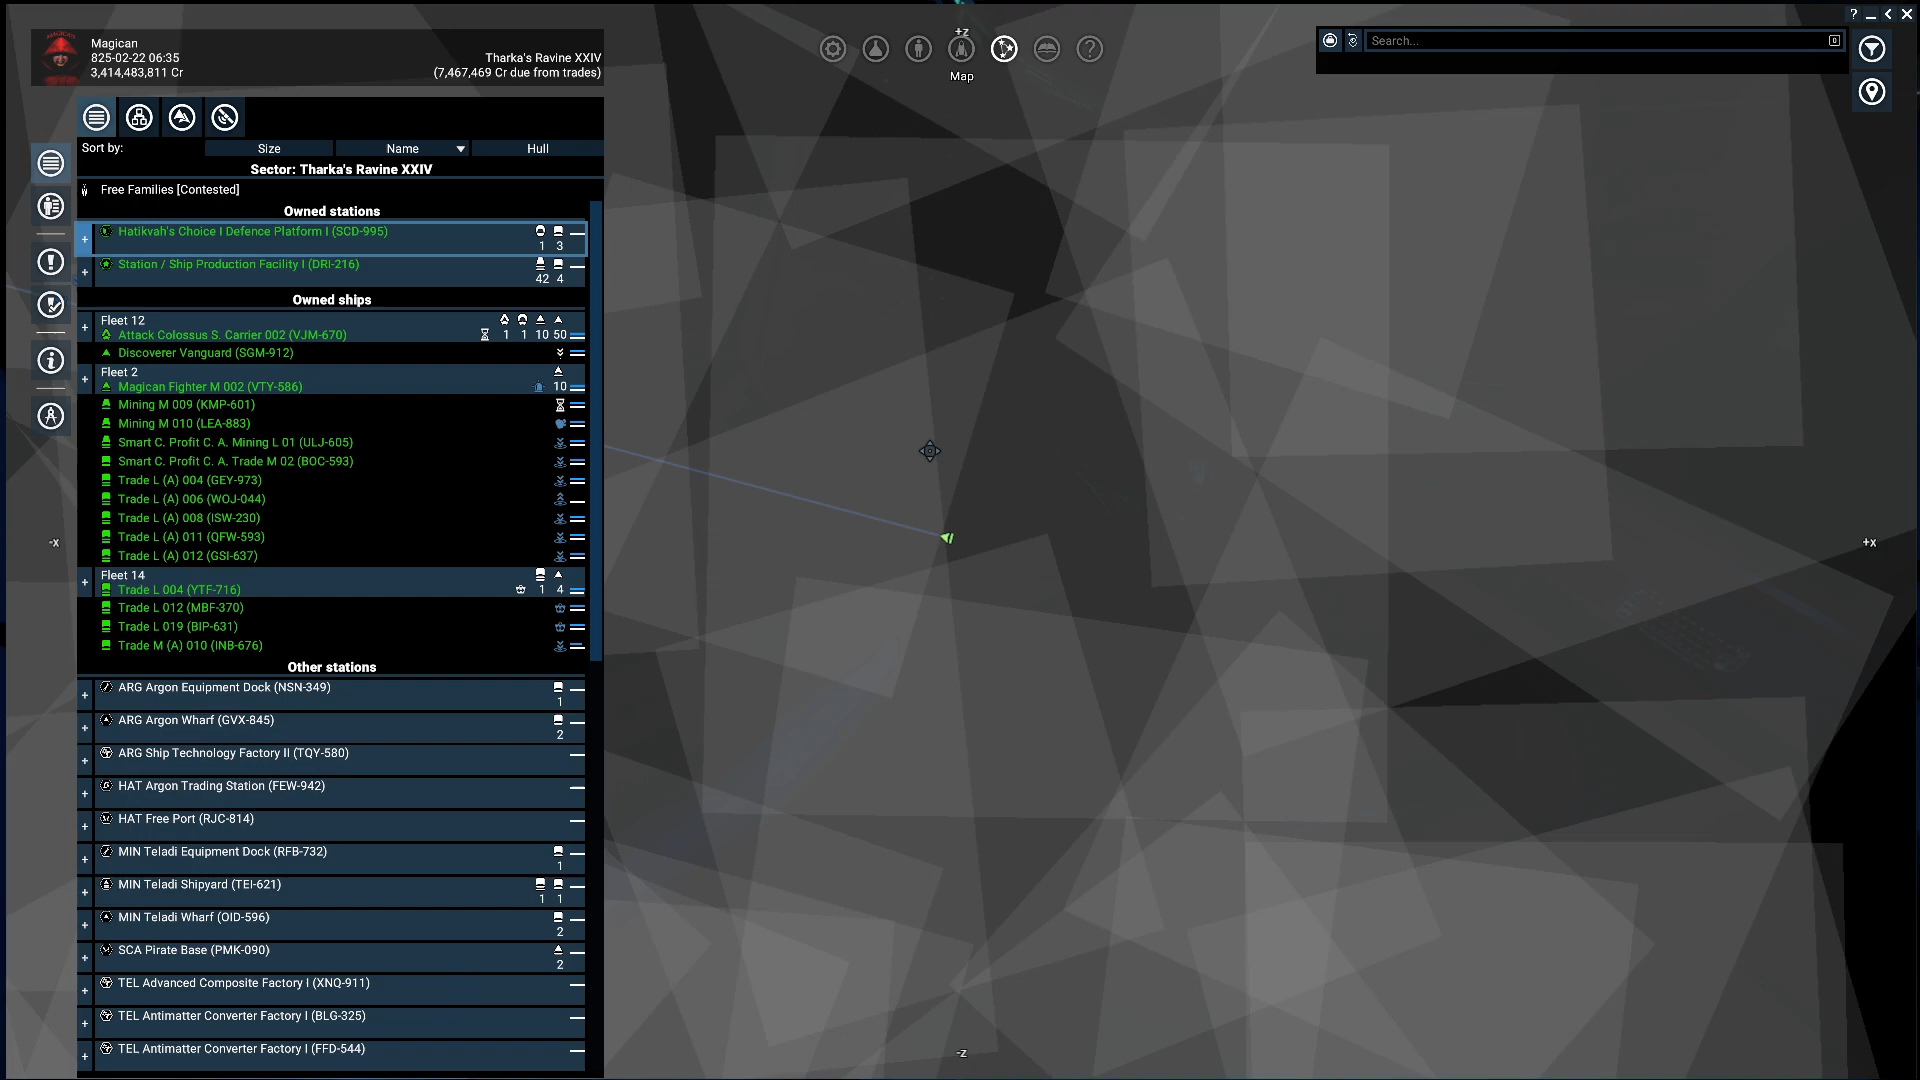 Magican
825-02-22 06:35
3,414,483,811 Cr
Tharka's Ravine XXIV
(7,467,469 Cr due from trades)
+z
Map
Search...
Sort by:
Size
Name
Hull
Sector: Tharka's Ravine XXIV
Free Families [Contested]
Owned stations
Hatikvah's Choice I Defence Platform I (SCD-995)
1 3
Station / Ship Production Facility I (DRI-216)
42 4
Owned ships
Fleet 12
Attack Colossus S. Carrier 002 (VJM-670)
1 1 10 50
Discoverer Vanguard (SGM-912)
Fleet 2
Magican Fighter M 002 (VTY-586)
10
Mining M 009 (KMP-601)
Mining M 010 (LEA-883)
Smart C. Profit C. A. Mining L 01 (ULJ-605)
Smart C. Profit C. A. Trade M 02 (BOC-593)
Trade L (A) 004 (GEY-973)
Trade L (A) 006 (WOJ-044)
Trade L (A) 008 (ISW-230)
Trade L (A) 011 (QFW-593)
Trade L (A) 012 (GSI-637)
Fleet 14
Trade L 004 (YTF-716)
1 4
Trade L 012 (MBF-370)
Trade L 019 (BIP-631)
Trade M (A) 010 (INB-676)
Other stations
ARG Argon Equipment Dock (NSN-349)
1
ARG Argon Wharf (GVX-845)
2
ARG Ship Technology Factory II (TQY-580)
HAT Argon Trading Station (FEW-942)
HAT Free Port (RJC-814)
MIN Teladi Equipment Dock (RFB-732)
1
MIN Teladi Shipyard (TEI-621)
1 1
MIN Teladi Wharf (OID-596)
2
SCA Pirate Base (PMK-090)
2
TEL Advanced Composite Factory I (XNQ-911)
TEL Antimatter Converter Factory I (BLG-325)
TEL Antimatter Converter Factory I (FFD-544)
-x
+x
-z